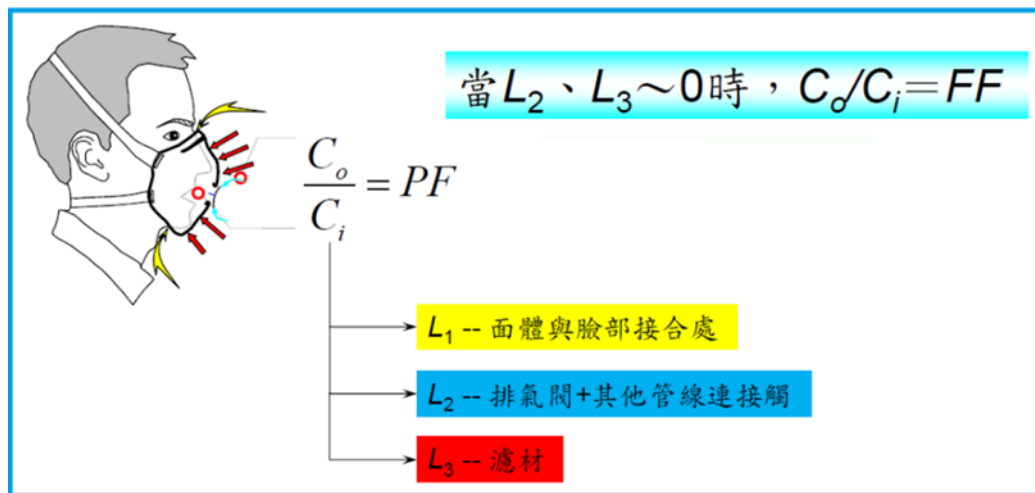 當L₂、L₃～0時，Cₒ/Cᵢ＝FF
Cₒ/Cᵢ = PF
L₁ -- 面體與臉部接合處
L₂ -- 排氣閥+其他管線連接觸
L₃ -- 濾材